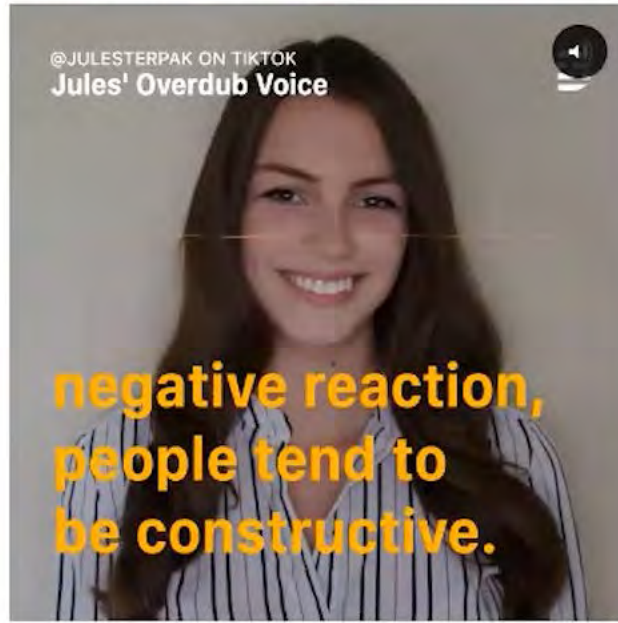 @JULESTERPAK ON TIKTOK
Jules' Overdub Voice
negative reaction,
people tend to
be constructive.